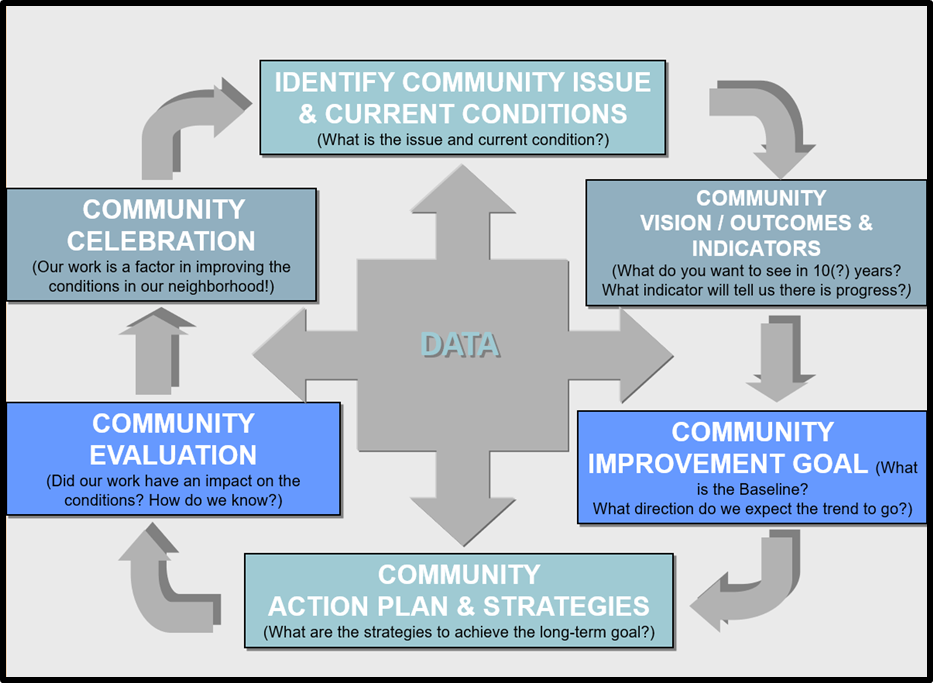 IDENTIFY COMMUNITY ISSUE
& CURRENT CONDITIONS
(What is the issue and current condition?)
COMMUNITY
VISION / OUTCOMES &
INDICATORS
(What do you want to see in 10(?) years?
What indicator will tell us there is progress?)
COMMUNITY
IMPROVEMENT GOAL (What
is the Baseline?
What direction do we expect the trend to go?)
COMMUNITY
ACTION PLAN & STRATEGIES
(What are the strategies to achieve the long-term goal?)
COMMUNITY
EVALUATION
(Did our work have an impact on the
conditions? How do we know?)
COMMUNITY
CELEBRATION
(Our work is a factor in improving the
conditions in our neighborhood!)
DATA